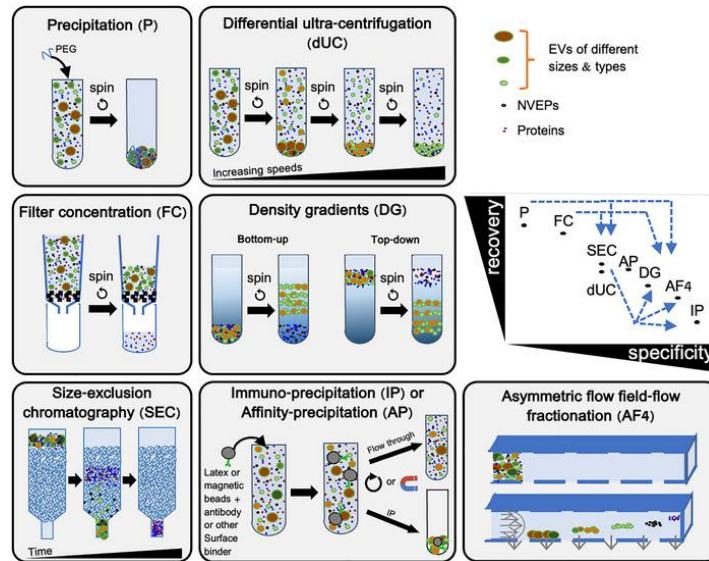 Precipitation (P)
PEG
spin
Differential ultra-centrifugation
(dUC)
spin
spin
spin
Increasing speeds
EVs of different
sizes & types
NVEPs
Proteins
Filter concentration (FC)
spin
Density gradients (DG)
Bottom-up
Top-down
spin
spin
recovery
P
FC
SEC
AP
dUC
DG
AF4
IP
specificity
Size-exclusion
chromatography (SEC)
Time
Immuno-precipitation (IP) or
Affinity-precipitation (AP)
Latex or
magnetic
beads +
antibody
or other
Surface
binder
Flow through
or
IP
Asymmetric flow field-flow
fractionation (AF4)